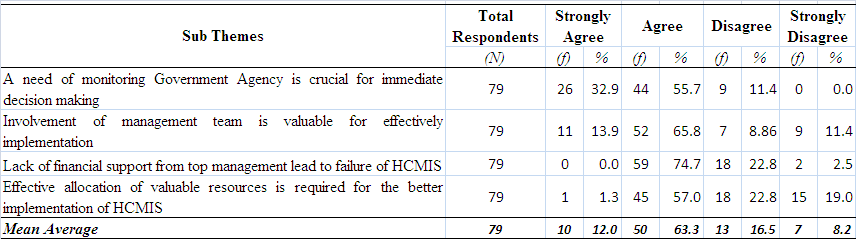 Sub Themes Total Respondents Strongly Agree Agree Disagree Strongly Disagree
(N) (f) % (f) % (f) % (f) %
A need of monitoring Government Agency is crucial for immediate
decision making 79 26 32.9 44 55.7 9 11.4 0 0.0
Involvement of management team is valuable for effectively
implementation 79 11 13.9 52 65.8 7 8.86 9 11.4
Lack of financial support from top management lead to failure of HCMIS 79 0 0.0 59 74.7 18 22.8 2 2.5
Effective allocation of valuable resources is required for the better
implementation of HCMIS 79 1 1.3 45 57.0 18 22.8 15 19.0
Mean Average 79 10 12.0 50 63.3 13 16.5 7 8.2